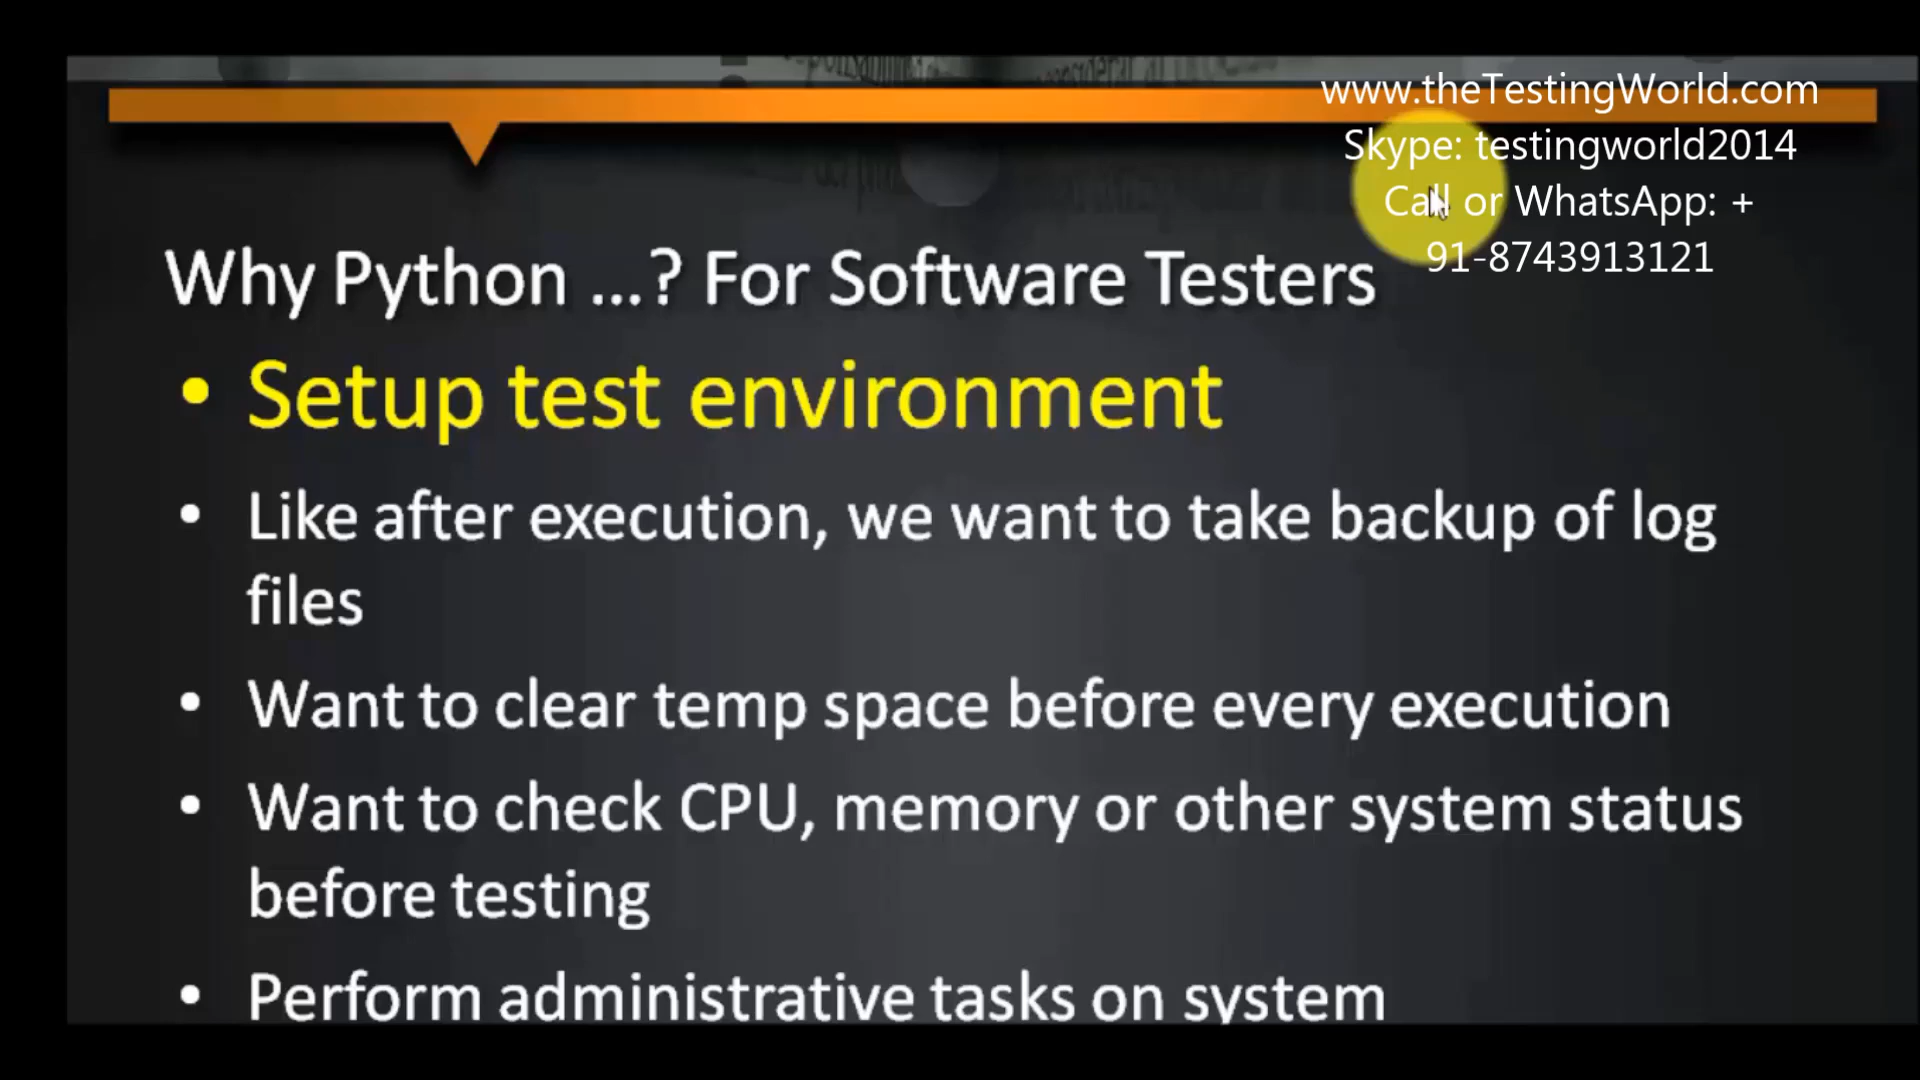 www.theTestingWorld.com
Skype: testingworld2014
Call or WhatsApp: +
91-8743913121
Why Python ...? For Software Testers
• Setup test environment
• Like after execution, we want to take backup of log
files
• Want to clear temp space before every execution
• Want to check CPU, memory or other system status
before testing
• Perform administrative tasks on system